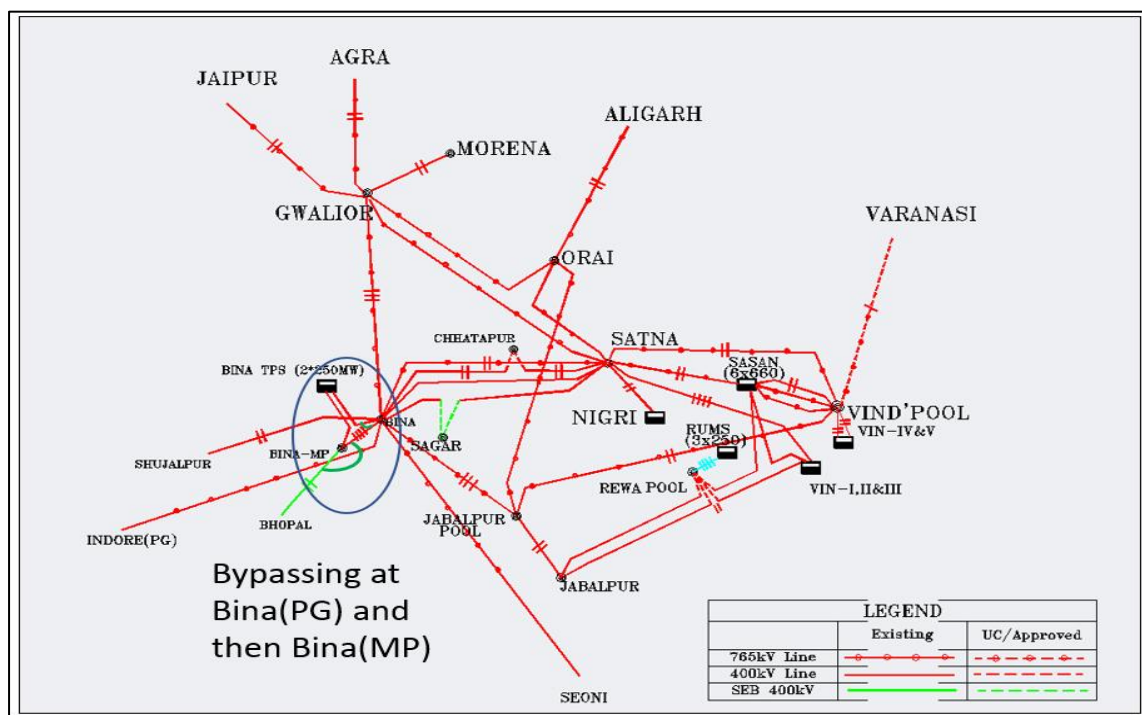 AGRA
JAIPUR
ALIGARH
MORENA
GWALIOR
VARANASI
ORAI
CHHATAPUR
SATNA
BINA TPS (2*250MW)
SASAN
(6x660)
NIGRI
VIND'POOL
BINA
RUMS
(3x250)
VIN-IV&V
SAGAR
SHUJALPUR
BINA-MP
REWA POOL
VIN-I,II&III
BHOPAL
JABALPUR
POOL
INDORE(PG)
JABALPUR
Bypassing at
Bina(PG) and
then Bina(MP)
SEONI
LEGEND
Existing UC/Approved
765kV Line
400kV Line
SEB 400kV